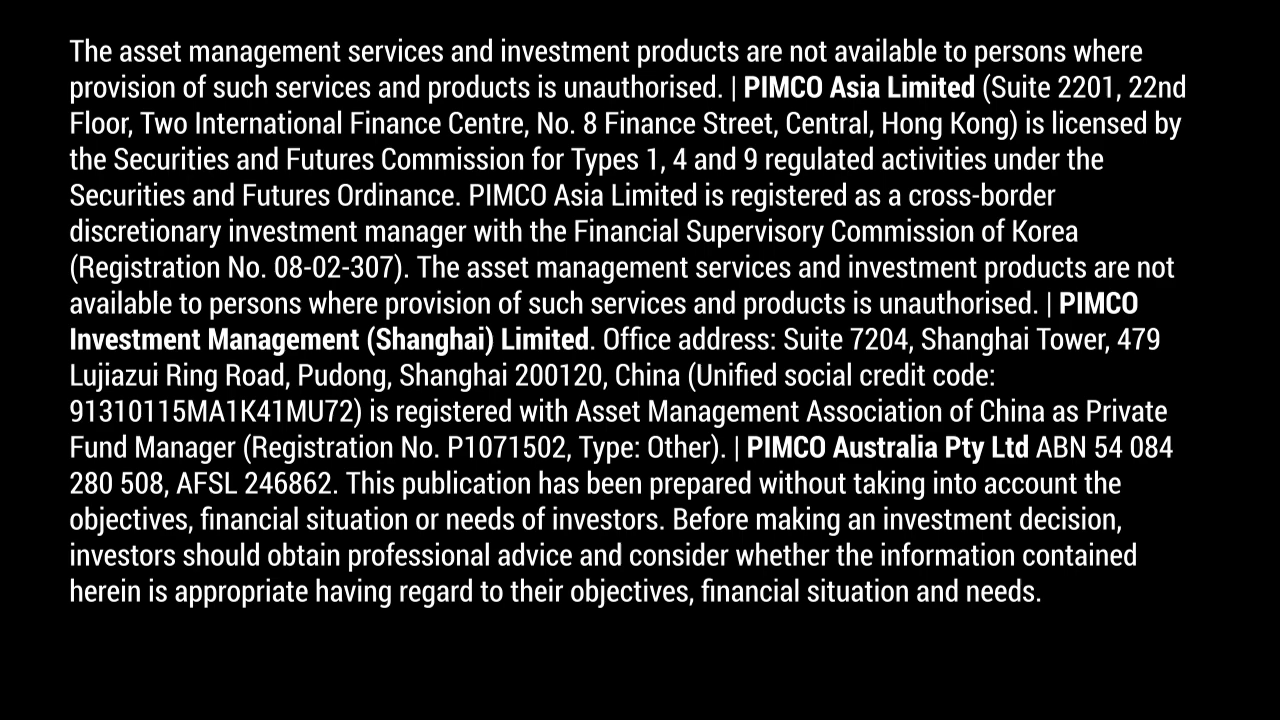 The asset management services and investment products are not available to persons where
provision of such services and products is unauthorised. | PIMCO Asia Limited (Suite 2201, 22nd
Floor, Two International Finance Centre, No. 8 Finance Street, Central, Hong Kong) is licensed by
the Securities and Futures Commission for Types 1, 4 and 9 regulated activities under the
Securities and Futures Ordinance. PIMCO Asia Limited is registered as a cross-border
discretionary investment manager with the Financial Supervisory Commission of Korea
(Registration No. 08-02-307). The asset management services and investment products are not
available to persons where provision of such services and products is unauthorised. | PIMCO
Investment Management (Shanghai) Limited. Office address: Suite 7204, Shanghai Tower, 479
Lujiazui Ring Road, Pudong, Shanghai 200120, China (Unified social credit code:
91310115MA1K41MU72) is registered with Asset Management Association of China as Private
Fund Manager (Registration No. P1071502, Type: Other). | PIMCO Australia Pty Ltd ABN 54 084
280 508, AFSL 246862. This publication has been prepared without taking into account the
objectives, financial situation or needs of investors. Before making an investment decision,
investors should obtain professional advice and consider whether the information contained
herein is appropriate having regard to their objectives, financial situation and needs.